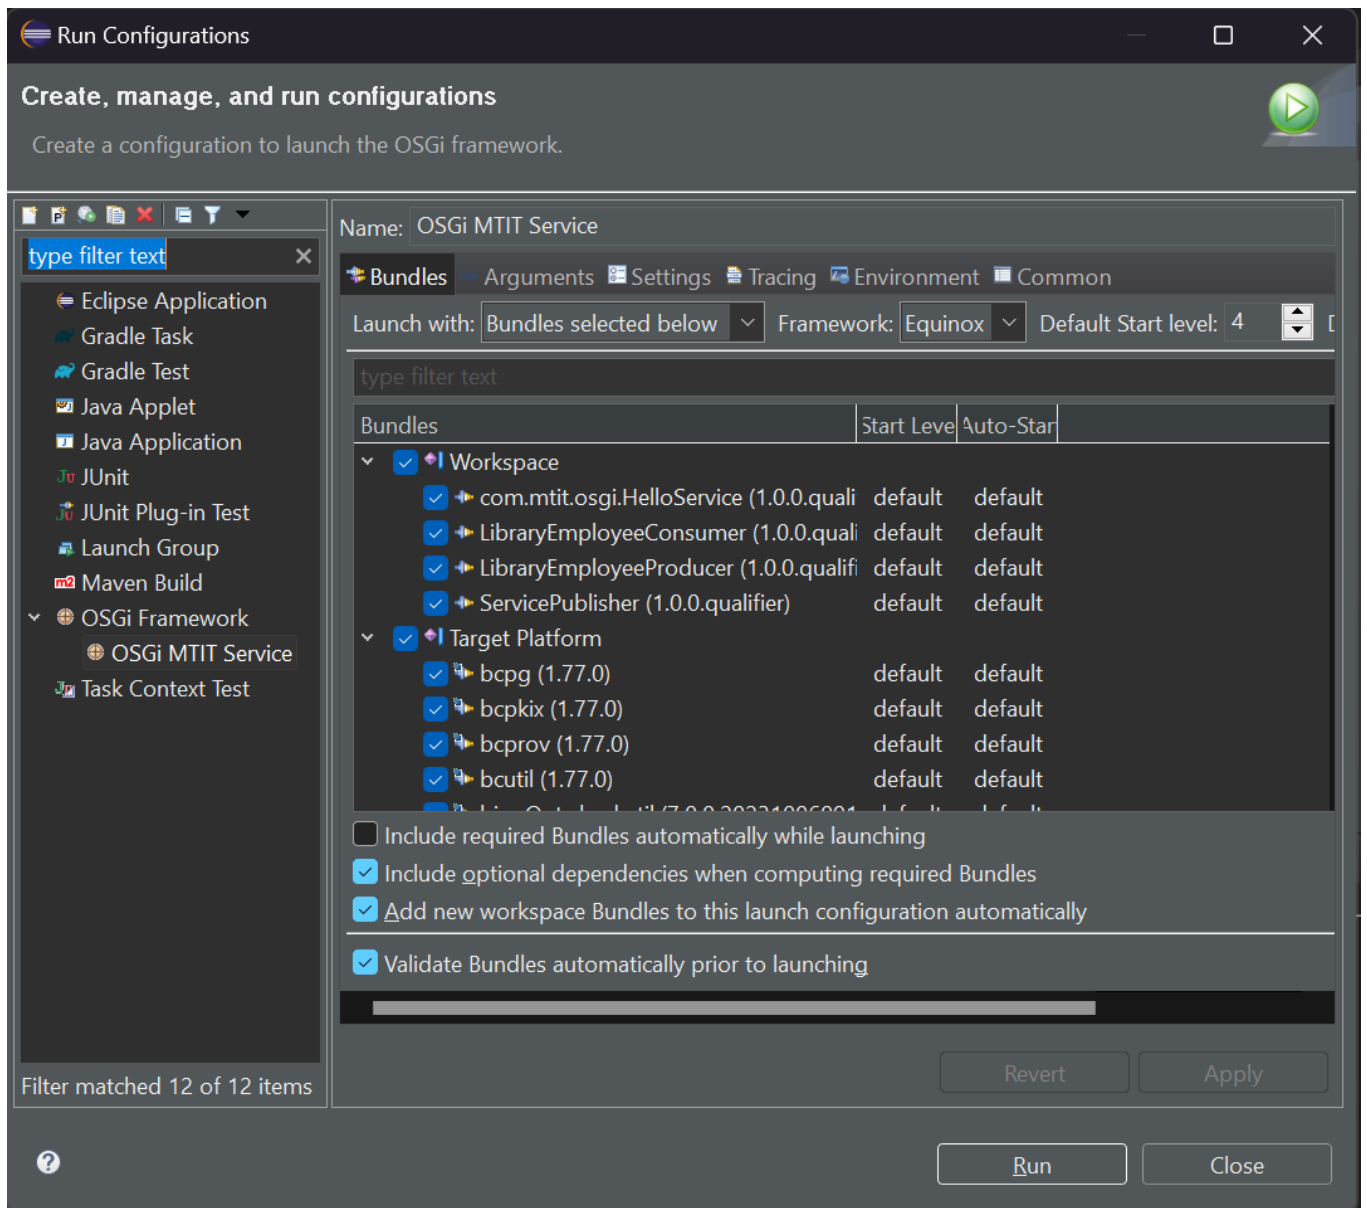 Run Configurations
Create, manage, and run configurations
Create a configuration to launch the OSGi framework.
type filter text
Eclipse Application
Gradle Task
Gradle Test
Java Applet
Java Application
JUnit
JUnit Plug-in Test
Launch Group
Maven Build
OSGi Framework
OSGi MTIT Service
Task Context Test
Filter matched 12 of 12 items
Name: OSGi MTIT Service
Bundles Arguments Settings Tracing Environment Common
Launch with: Bundles selected below Framework: Equinox Default Start level: 4
type filter text
Bundles Start Leve Auto-Star
Workspace
com.mtit.osgi.HelloService (1.0.0.quali default default
LibraryEmployeeConsumer (1.0.0.quali default default
LibraryEmployeeProducer (1.0.0.qualifi default default
ServicePublisher (1.0.0.qualifier) default default
Target Platform
bcpg (1.77.0) default default
bcpkix (1.77.0) default default
bcprov (1.77.0) default default
bcutil (1.77.0) default default
Include required Bundles automatically while launching
Include optional dependencies when computing required Bundles
Add new workspace Bundles to this launch configuration automatically
Validate Bundles automatically prior to launching
Revert Apply
Run Close